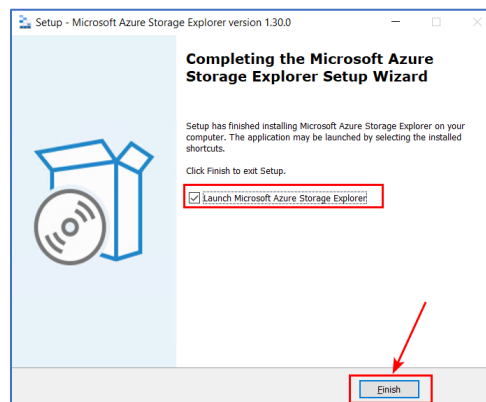 Setup - Microsoft Azure Storage Explorer version 1.30.0
Completing the Microsoft Azure
Storage Explorer Setup Wizard
Setup has finished installing Microsoft Azure Storage Explorer on your
computer. The application may be launched by selecting the installed
shortcuts.
Click Finish to exit Setup.
Launch Microsoft Azure Storage Explorer
Finish